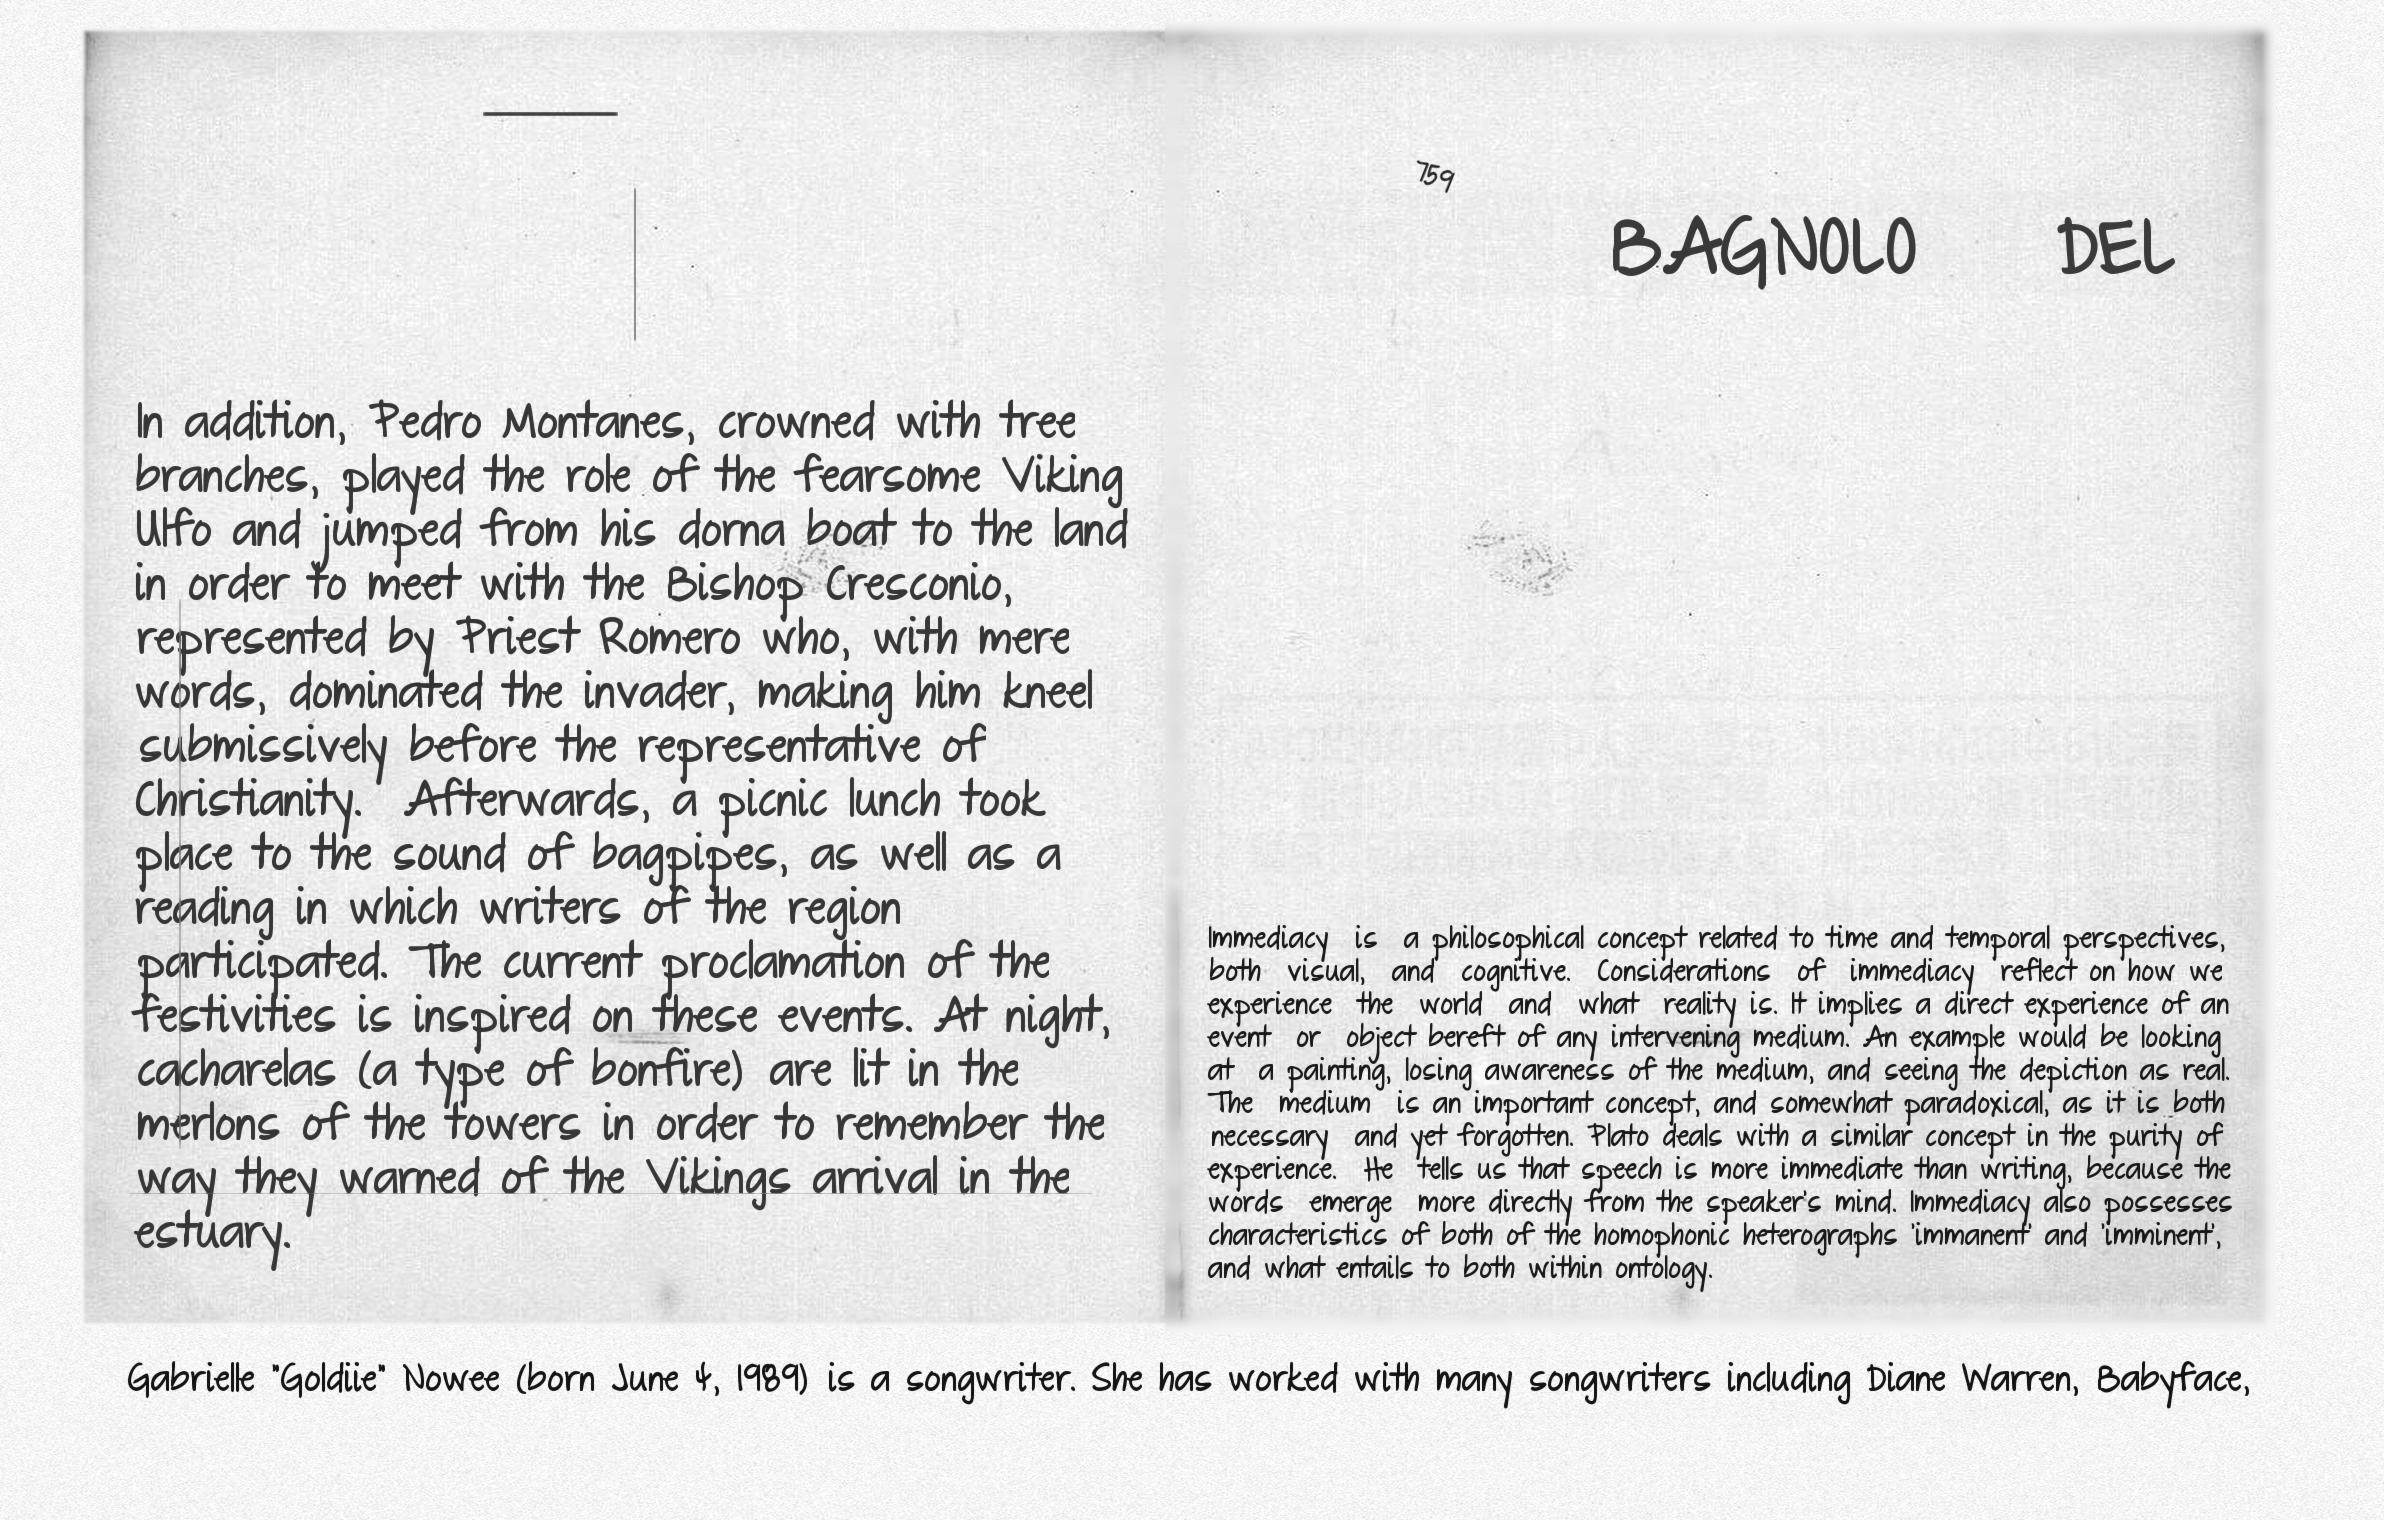 In addition, Pedro Montanes, crowned with tree
branches, played the role of the fearsome Viking
Ulfo and jumped from his dorna boat to the land
in order to meet with the Bishop Cresconio,
represented by Priest Romero who, with mere
words, dominated the invader, making him kneel
submissively before the representative of
Christianity. Afterwards, a picnic lunch took
place to the sound of bagpipes, as well as a
reading in which writers of the region
participated. The current proclamation of the
festivities is inspired on these events. At night,
cacharelas (a type of bonfire) are lit in the
merlons of the towers in order to remember the
way they warned of the Vikings arrival in the
estuary.
759
BAGNOLO DEL
Immediacy is a philosophical concept related to time and temporal perspectives,
both visual, and cognitive. Considerations of immediacy reflect on how we
experience the world and what reality is. It implies a direct experience of an
event or object bereft of any intervening medium. An example would be looking
at a painting, losing awareness of the medium, and seeing the depiction as real.
The medium is an important concept, and somewhat paradoxical, as it is both
necessary and yet forgotten. Plato deals with a similar concept in the purity of
experience. He tells us that speech is more immediate than writing, because the
words emerge more directly from the speaker's mind. Immediacy also possesses
characteristics of both of the homophonic heterographs 'immanent' and 'imminent',
and what entails to both within ontology.
Gabrielle "Goldiie" Nowee (born June 4, 1989) is a songwriter. She has worked with many songwriters including Diane Warren, Babyface,